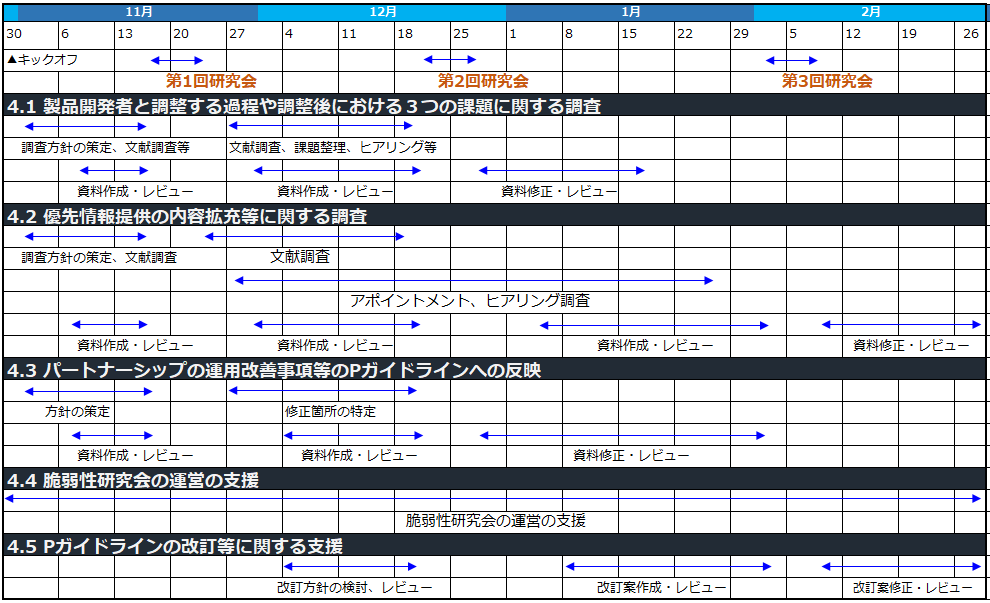 11月 12月 1月 2月
30 6 13 20 27 4 11 18 25 1 8 15 22 29 5 12 19 26
▲キックオフ
第1回研究会 第2回研究会 第3回研究会
4.1 製品開発者と調整する過程や調整後における３つの課題に関する調査
調査方針の策定、文献調査等 文献調査、課題整理、ヒアリング等
資料作成・レビュー 資料作成・レビュー 資料修正・レビュー
4.2 優先情報提供の内容拡充等に関する調査
調査方針の策定、文献調査 文献調査
アポイントメント、ヒアリング調査
資料作成・レビュー 資料作成・レビュー 資料作成・レビュー 資料修正・レビュー
4.3 パートナーシップの運用改善事項等のPガイドラインへの反映
方針の策定 修正箇所の特定
資料作成・レビュー 資料作成・レビュー 資料修正・レビュー
4.4 脆弱性研究会の運営の支援
脆弱性研究会の運営の支援
4.5 Pガイドラインの改訂等に関する支援
改訂方針の検討、レビュー 改訂案作成・レビュー 改訂案修正・レビュー